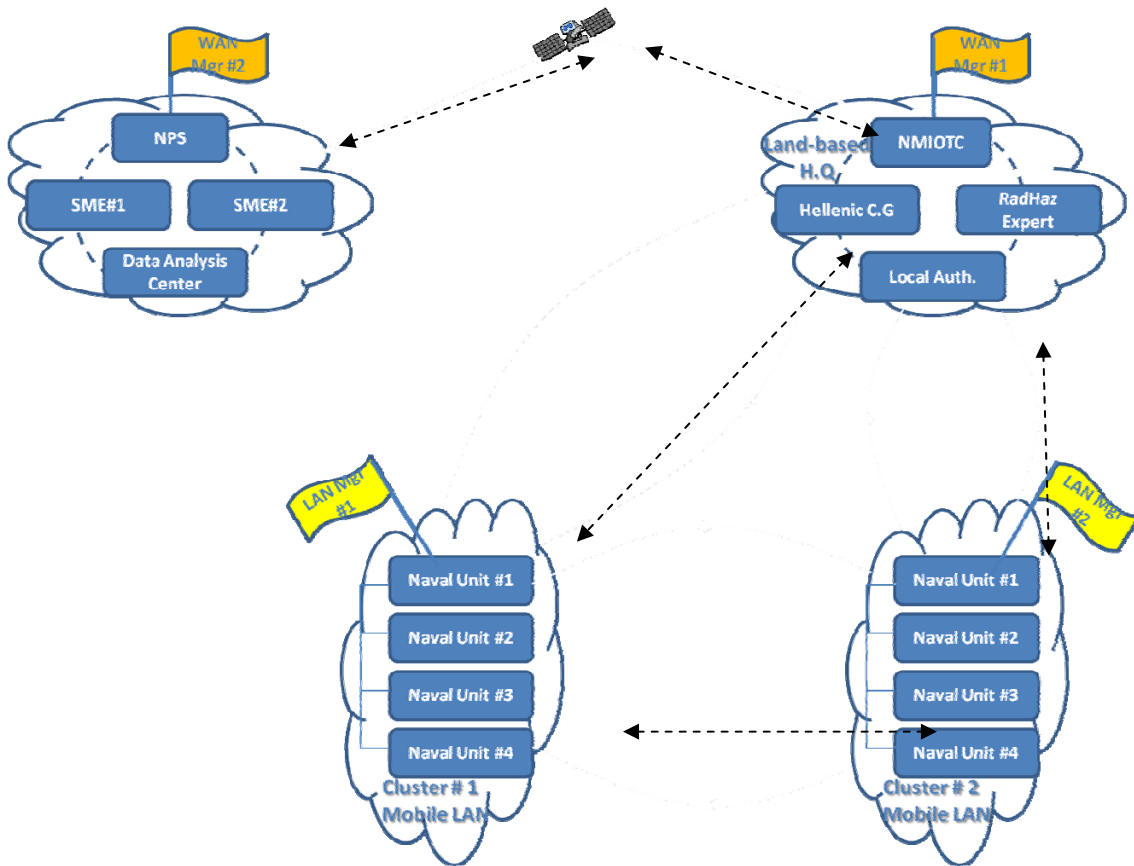 WAN
Mgr #2
WAN
Mgr #1
NPS
SME#1
SME#2
Data Analysis
Center
Land-based
H.Q
NMIOTC
Hellenic C.G
RadHaz
Expert
Local Auth.
LAN Mgr
#1
Naval Unit #1
Naval Unit #2
Naval Unit #3
Naval Unit #4
Cluster # 1
Mobile LAN
LAN Mgr
#2
Naval Unit #1
Naval Unit #2
Naval Unit #3
Naval Unit #4
Cluster # 2
Mobile LAN